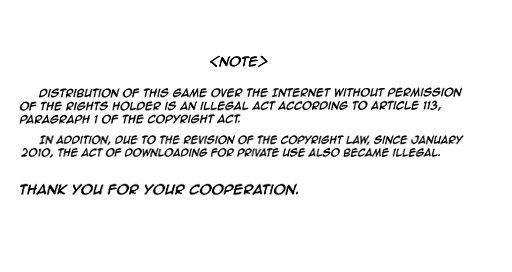 <NOTE>
DISTRIBUTION OF THIS GAME OVER THE INTERNET WITHOUT PERMISSION
OF THE RIGHTS HOLDER IS AN ILLEGAL ACT ACCORDING TO ARTICLE 113,
PARAGRAPH 1 OF THE COPYRIGHT ACT.
IN ADDITION, DUE TO THE REVISION OF THE COPYRIGHT LAW, SINCE JANUARY
2010, THE ACT OF DOWNLOADING FOR PRIVATE USE ALSO BECAME ILLEGAL.
THANK YOU FOR YOUR COOPERATION.